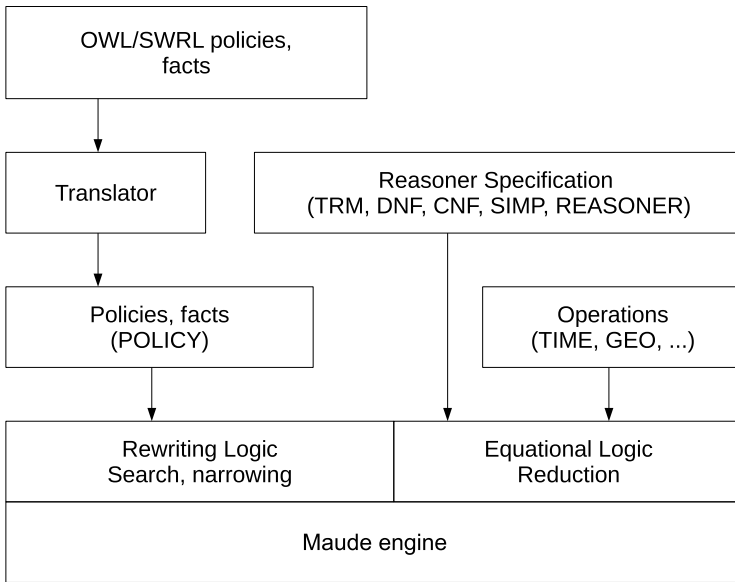 OWL/SWRL policies,
facts
Translator
Reasoner Specification
(TRM, DNF, CNF, SIMP, REASONER)
Policies, facts
(POLICY)
Operations
(TIME, GEO, ...)
Rewriting Logic
Search, narrowing
Equational Logic
Reduction
Maude engine